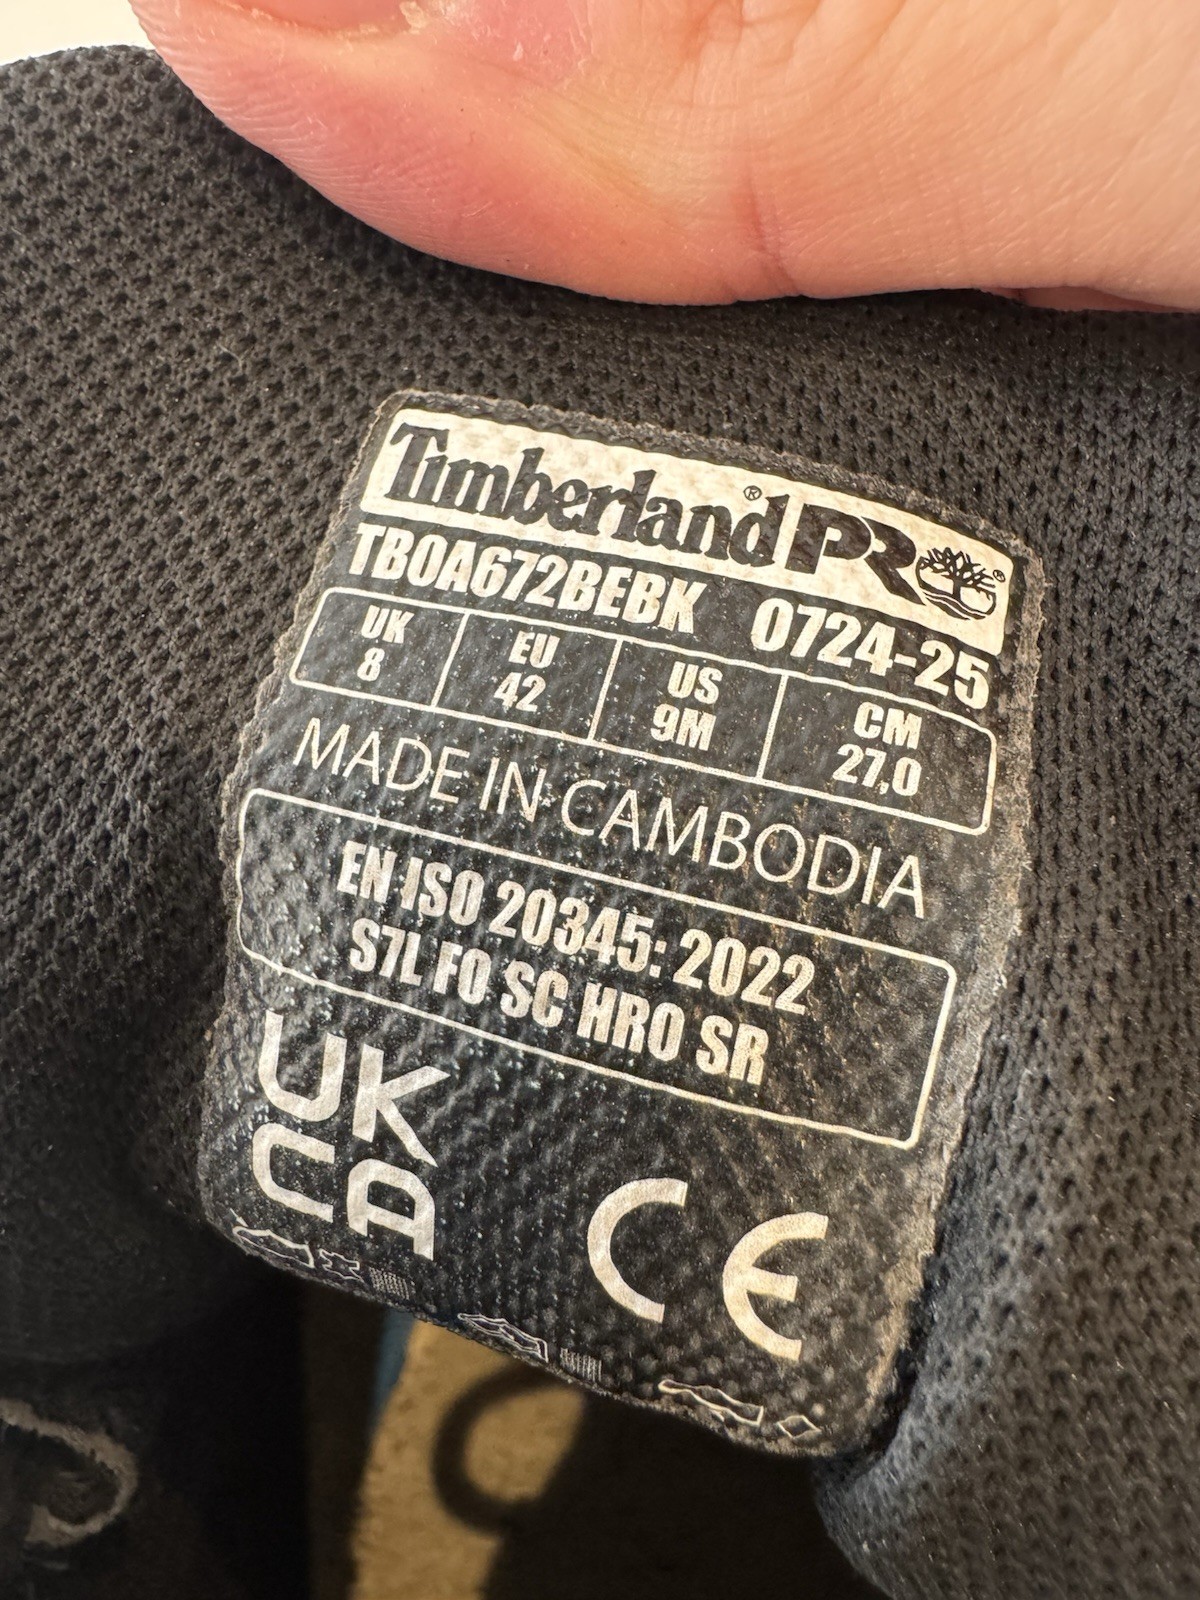 Timberland® PRO®
TB0A672BEBK 0724-25
UK EU US CM
8 42 9M 27,0
MADE IN CAMBODIA
EN ISO 20345: 2022
S7L FO SC HRO SR
UK
CA CE